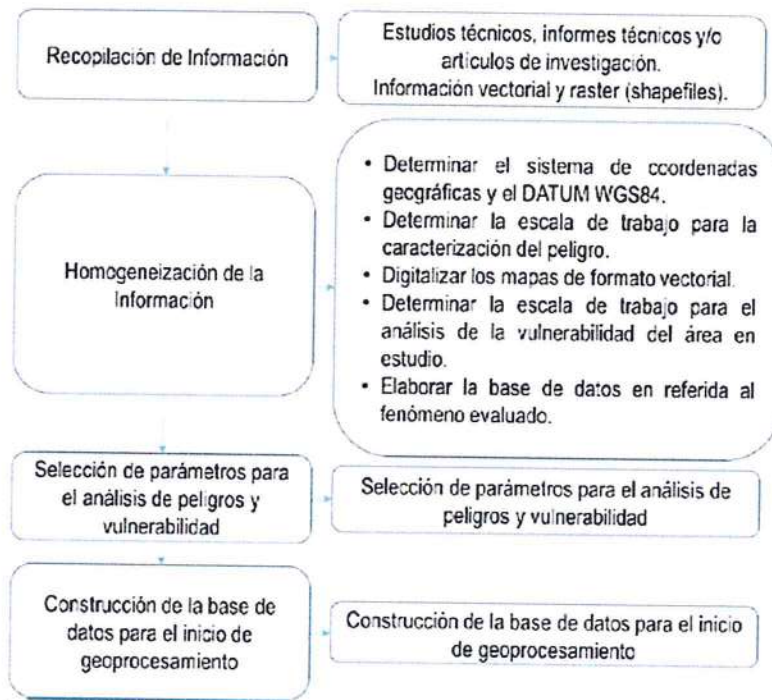 Recopilación de Información
Estudios técnicos, informes técnicos y/o
artículos de investigación.
Información vectorial y raster (shapefiles).
Homogeneización de la
Información
• Determinar el sistema de coordenadas
geográficas y el DATUM WGS84.
• Determinar la escala de trabajo para la
caracterización del peligro.
• Digitalizar los mapas de formato vectorial.
• Determinar la escala de trabajo para el
análisis de la vulnerabilidad del área en
estudio.
• Elaborar la base de datos en referida al
fenómeno evaluado.
Selección de parámetros para
el análisis de peligros y
vulnerabilidad
Selección de parámetros para el análisis de
peligros y vulnerabilidad
Construcción de la base de
datos para el inicio de
geoprocesamiento
Construcción de la base de datos para el inicio
de geoprocesamiento